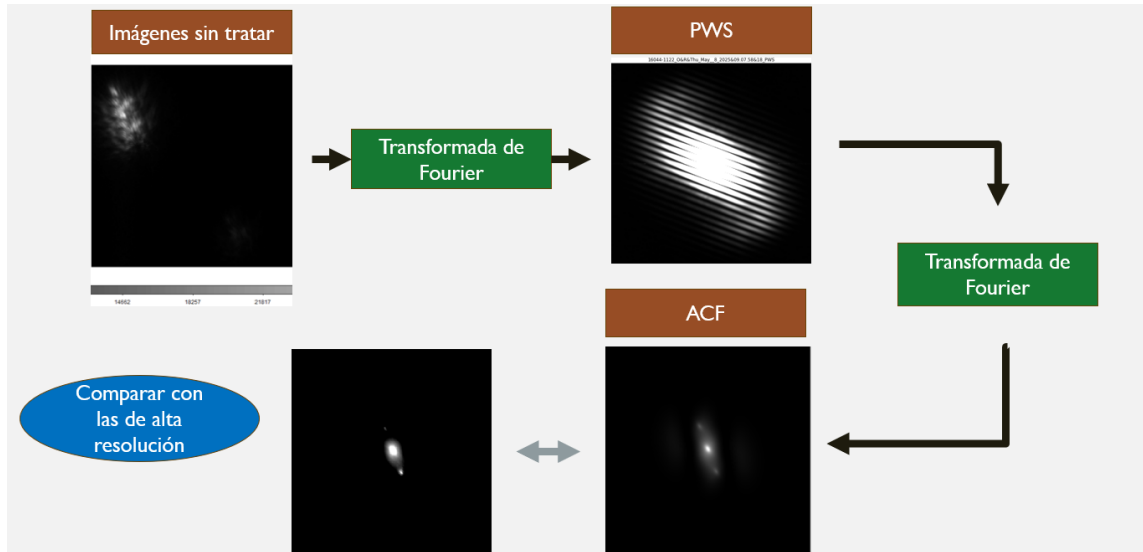 Imágenes sin tratar
PWS
Transformada de
Fourier
Transformada de
Fourier
14662
18257
21817
ACF
Comparar con
las de alta
resolución